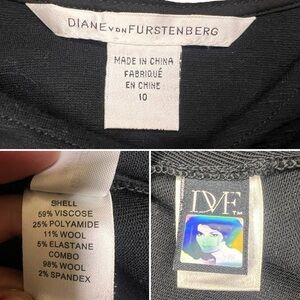 DIANE VON FURSTENBERG
MADE IN CHINA
FABRIQUÉ
EN CHINE
10
SHELL
59% VISCOSE
25% POLYAMIDE
11% WOOL
5% ELASTANE
COMBO
98% WOOL
2% SPANDEX
DVF™